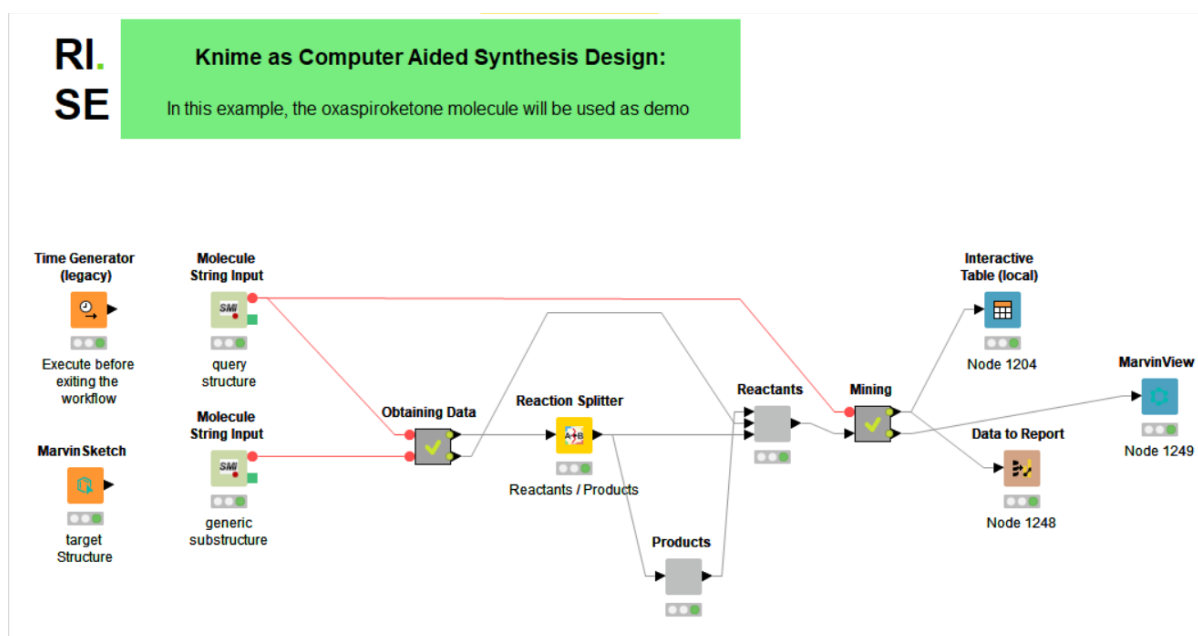 RI.
SE
Knime as Computer Aided Synthesis Design:
In this example, the oxaspiroketone molecule will be used as demo
Time Generator
(legacy)
Execute before
exiting the
workflow
Molecule
String Input
SMI
query
structure
Molecule
String Input
SMI
generic
substructure
MarvinSketch
target
Structure
Obtaining Data
Reaction Splitter
A+B
Reactants / Products
Products
Reactants
Mining
Interactive
Table (local)
Node 1204
Data to Report
Node 1248
MarvinView
Node 1249